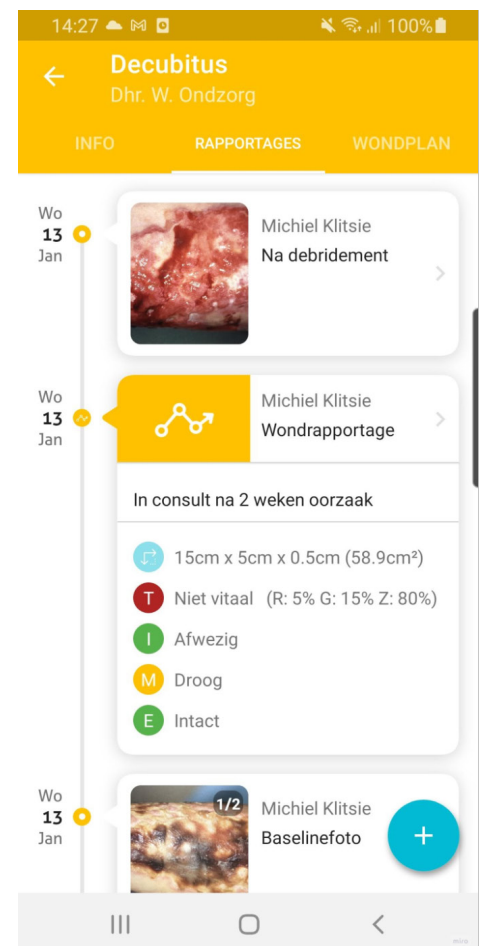 14:27 100%
Decubitus
Dhr. W. Ondzorg
INFO RAPPORTAGES WONDPLAN
Wo
13
Jan
Michiel Klitsie
Na debridement
Wo
13
Jan
Michiel Klitsie
Wondrapportage
In consult na 2 weken oorzaak
15cm x 5cm x 0.5cm (58.9cm²)
T Niet vitaal (R: 5% G: 15% Z: 80%)
I Afwezig
M Droog
E Intact
Wo
13
Jan
1/2
Michiel Klitsie
Baselinefoto
+
miro